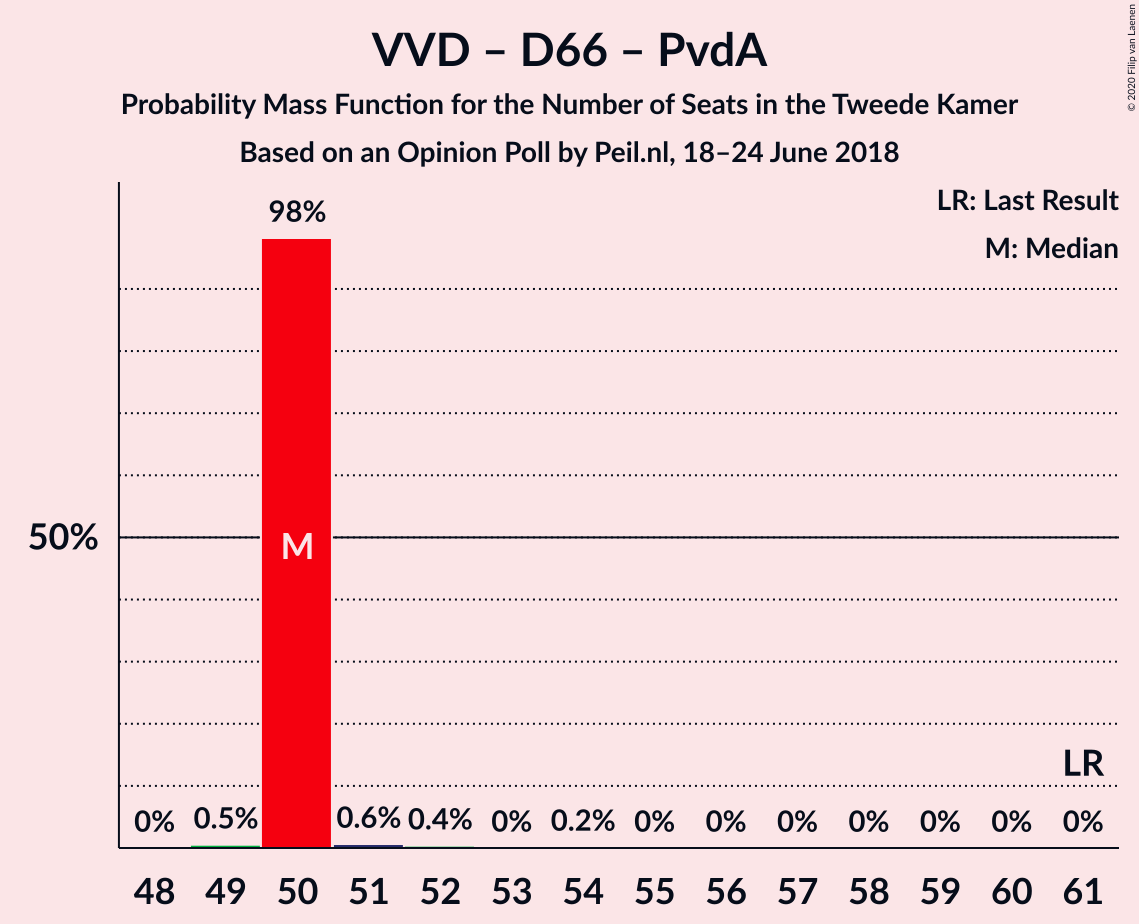 VVD – D66 – PvdA
Probability Mass Function for the Number of Seats in the Tweede Kamer
Based on an Opinion Poll by Peil.nl, 18–24 June 2018
© 2020 Filip van Laenen
LR: Last Result
M: Median
98%
50%
M
LR
0% 0.5% 0.6% 0.4% 0% 0.2% 0% 0% 0% 0% 0% 0% 0%
48 49 50 51 52 53 54 55 56 57 58 59 60 61